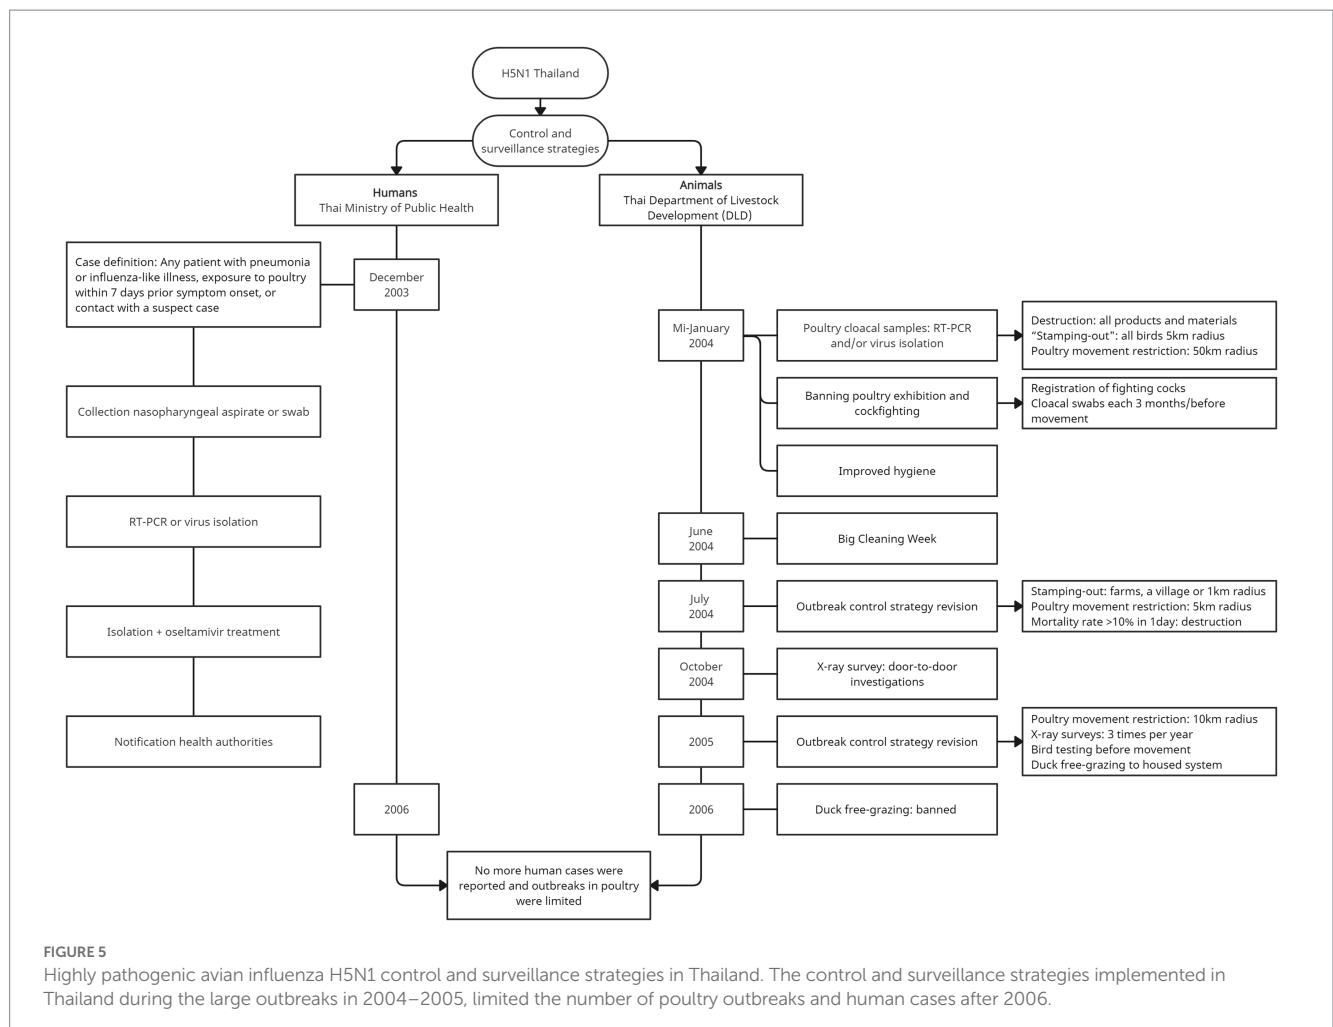 H5N1 Thailand
Control and
surveillance strategies
Humans
Thai Ministry of Public Health
Animals
Thai Department of Livestock
Development (DLD)
Case definition: Any patient with pneumonia
or influenza-like illness, exposure to poultry
within 7 days prior symptom onset, or
contact with a suspect case
December
2003
Collection nasopharyngeal aspirate or swab
RT-PCR or virus isolation
Isolation + oseltamivir treatment
Notification health authorities
2006
Mi-January
2004
Poultry cloacal samples: RT-PCR
and/or virus isolation
Destruction: all products and materials
“Stamping-out”: all birds 5km radius
Poultry movement restriction: 50km radius
Banning poultry exhibition and
cockfighting
Registration of fighting cocks
Cloacal swabs each 3 months/before
movement
Improved hygiene
June
2004
Big Cleaning Week
July
2004
Outbreak control strategy revision
Stamping-out: farms, a village or 1km radius
Poultry movement restriction: 5km radius
Mortality rate >10% in 1day: destruction
October
2004
X-ray survey: door-to-door
investigations
2005
Outbreak control strategy revision
Poultry movement restriction: 10km radius
X-ray surveys: 3 times per year
Bird testing before movement
Duck free-grazing to housed system
2006
Duck free-grazing: banned
No more human cases were
reported and outbreaks in poultry
were limited
FIGURE 5
Highly pathogenic avian influenza H5N1 control and surveillance strategies in Thailand. The control and surveillance strategies implemented in
Thailand during the large outbreaks in 2004–2005, limited the number of poultry outbreaks and human cases after 2006.